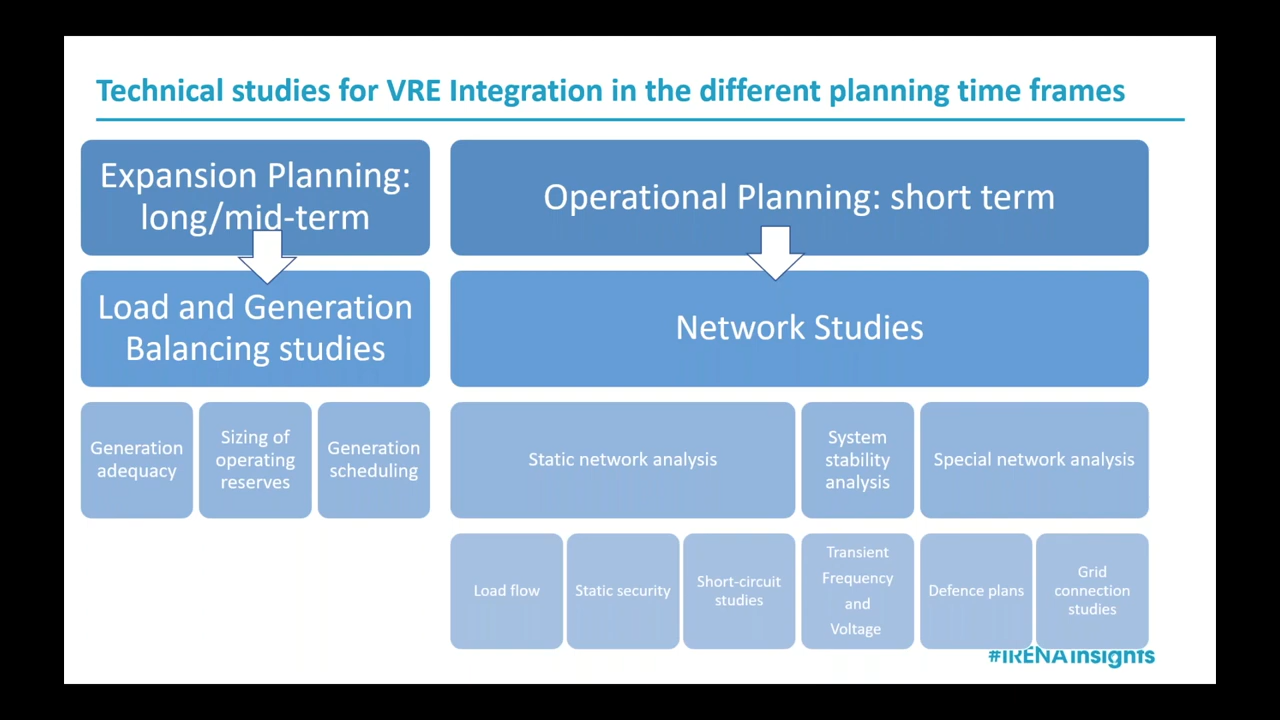 Technical studies for VRE Integration in the different planning time frames
Expansion Planning:
long/mid-term
Operational Planning: short term
Load and Generation
Balancing studies
Network Studies
Generation
adequacy
Sizing of
operating
reserves
Generation
scheduling
Static network analysis
System
stability
analysis
Special network analysis
Load flow
Static security
Short-circuit
studies
Transient
Frequency
and
Voltage
Defence plans
Grid
connection
studies
#IRENAinsights